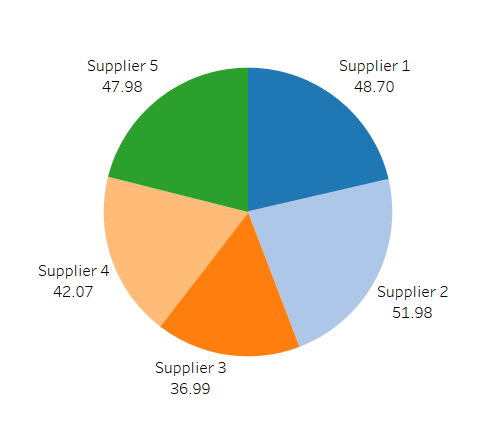 Supplier 5
47.98
Supplier 1
48.70
Supplier 4
42.07
Supplier 2
51.98
Supplier 3
36.99